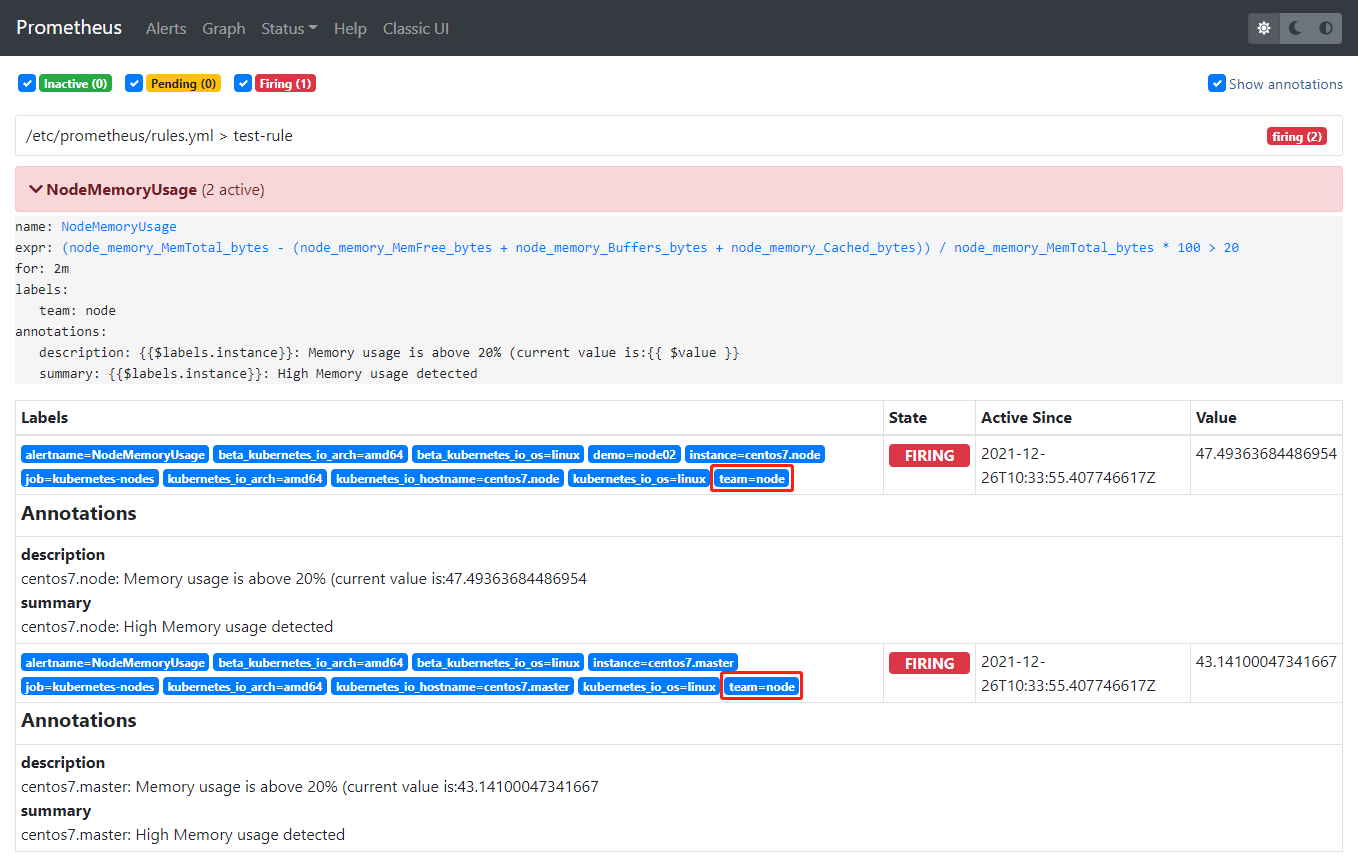 Prometheus Alerts Graph Status Help Classic UI
Inactive (0) Pending (0) Firing (1) Show annotations
/etc/prometheus/rules.yml > test-rule firing (2)
NodeMemoryUsage (2 active)
name: NodeMemoryUsage
expr: (node_memory_MemTotal_bytes - (node_memory_MemFree_bytes + node_memory_Buffers_bytes + node_memory_Cached_bytes)) / node_memory_MemTotal_bytes * 100 > 20
for: 2m
labels:
team: node
annotations:
description: {{$labels.instance}}: Memory usage is above 20% (current value is:{{ $value }}
summary: {{$labels.instance}}: High Memory usage detected
Labels State Active Since Value
alertname=NodeMemoryUsage beta_kubernetes_io_arch=amd64 beta_kubernetes_io_os=linux demo=node02 instance=centos7.node FIRING 2021-12- 47.49363684486954
job=kubernetes-nodes kubernetes_io_arch=amd64 kubernetes_io_hostname=centos7.node kubernetes_io_os=linux team=node 26T10:33:55.407746617Z
Annotations
description
centos7.node: Memory usage is above 20% (current value is:47.49363684486954
summary
centos7.node: High Memory usage detected
alertname=NodeMemoryUsage beta_kubernetes_io_arch=amd64 beta_kubernetes_io_os=linux instance=centos7.master FIRING 2021-12- 43.14100047341667
job=kubernetes-nodes kubernetes_io_arch=amd64 kubernetes_io_hostname=centos7.master kubernetes_io_os=linux team=node 26T10:33:55.407746617Z
Annotations
description
centos7.master: Memory usage is above 20% (current value is:43.14100047341667
summary
centos7.master: High Memory usage detected